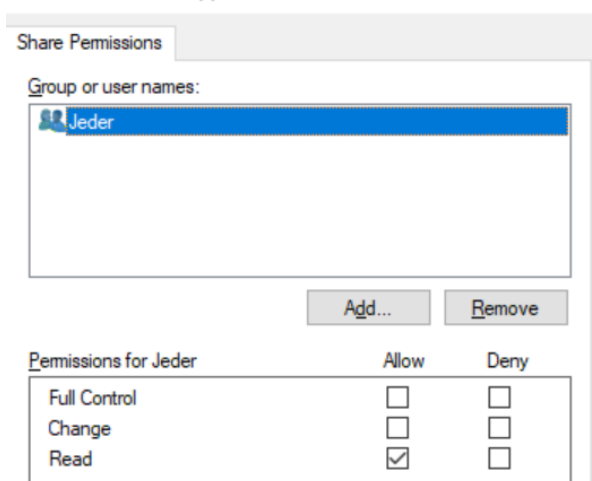 Share Permissions
Group or user names:
Jeder
Add... Remove
Permissions for Jeder Allow Deny
Full Control
Change
Read